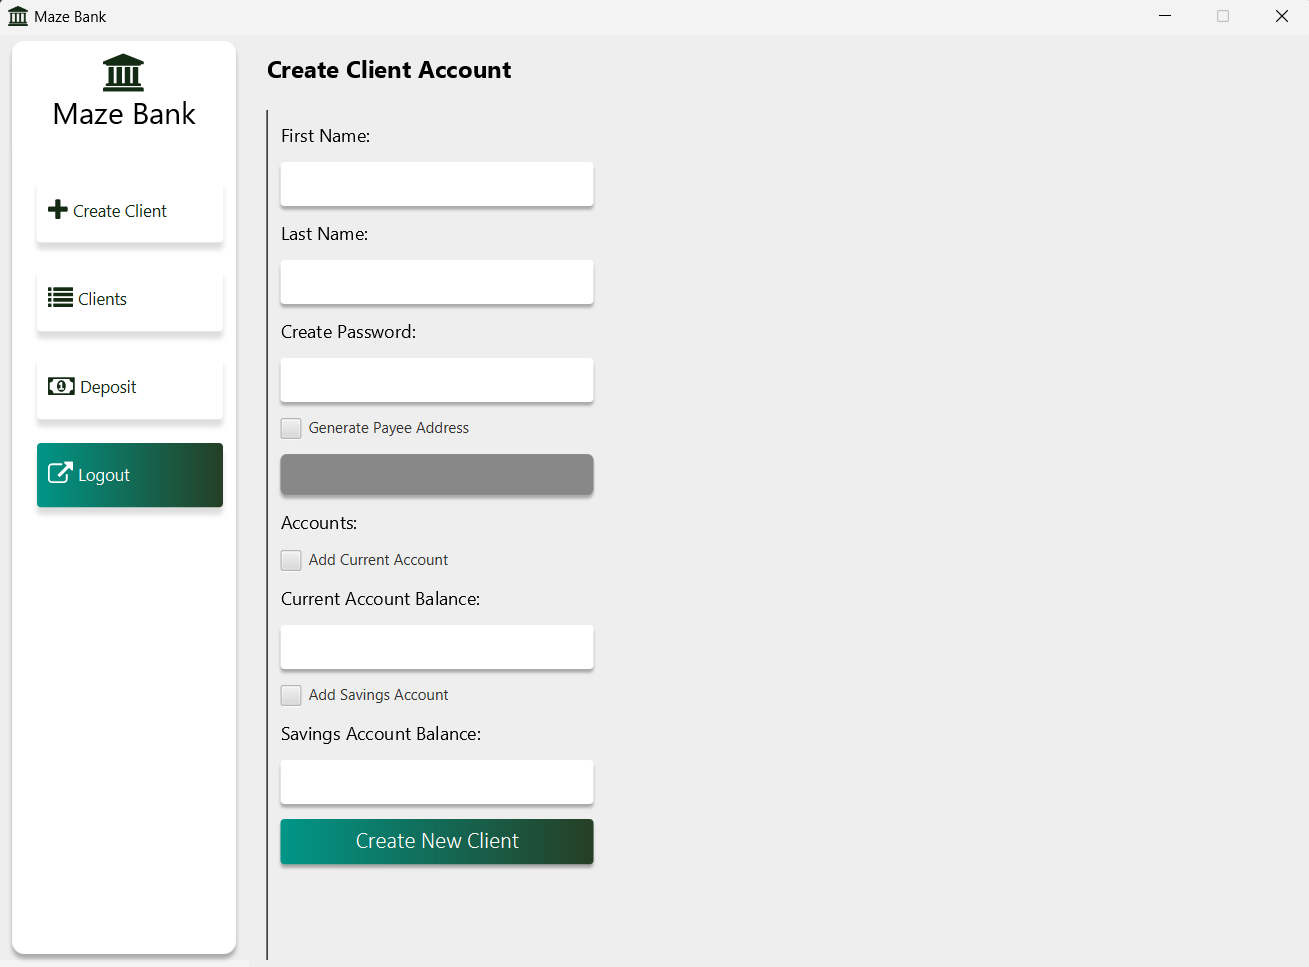 Maze Bank
Maze Bank
Create Client
Clients
Deposit
Logout
Create Client Account
First Name:
Last Name:
Create Password:
Generate Payee Address
Accounts:
Add Current Account
Current Account Balance:
Add Savings Account
Savings Account Balance:
Create New Client